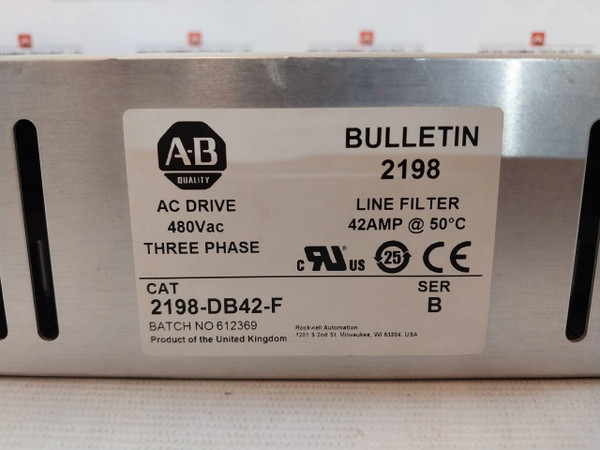 A-B
QUALITY
AC DRIVE
480Vac
THREE PHASE
BULLETIN
2198
LINE FILTER
42AMP @ 50°C
c RU US 25 CE
CAT
2198-DB42-F
BATCH NO 612369
Product of the United Kingdom
SER
B
Rockwell Automation
1201 S 2nd St. Milwaukee, WI 53204. USA